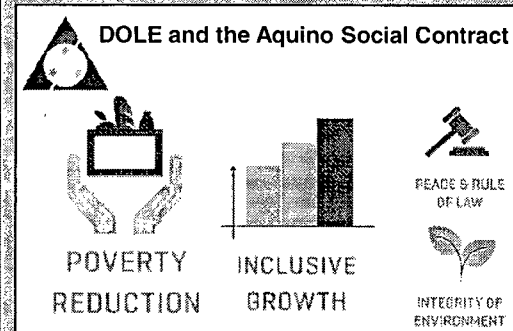 DOLE and the Aquino Social Contract
POVERTY
REDUCTION
INCLUSIVE
GROWTH
PEACE & RULE
OF LAW
INTEGRITY OF
ENVIRONMENT